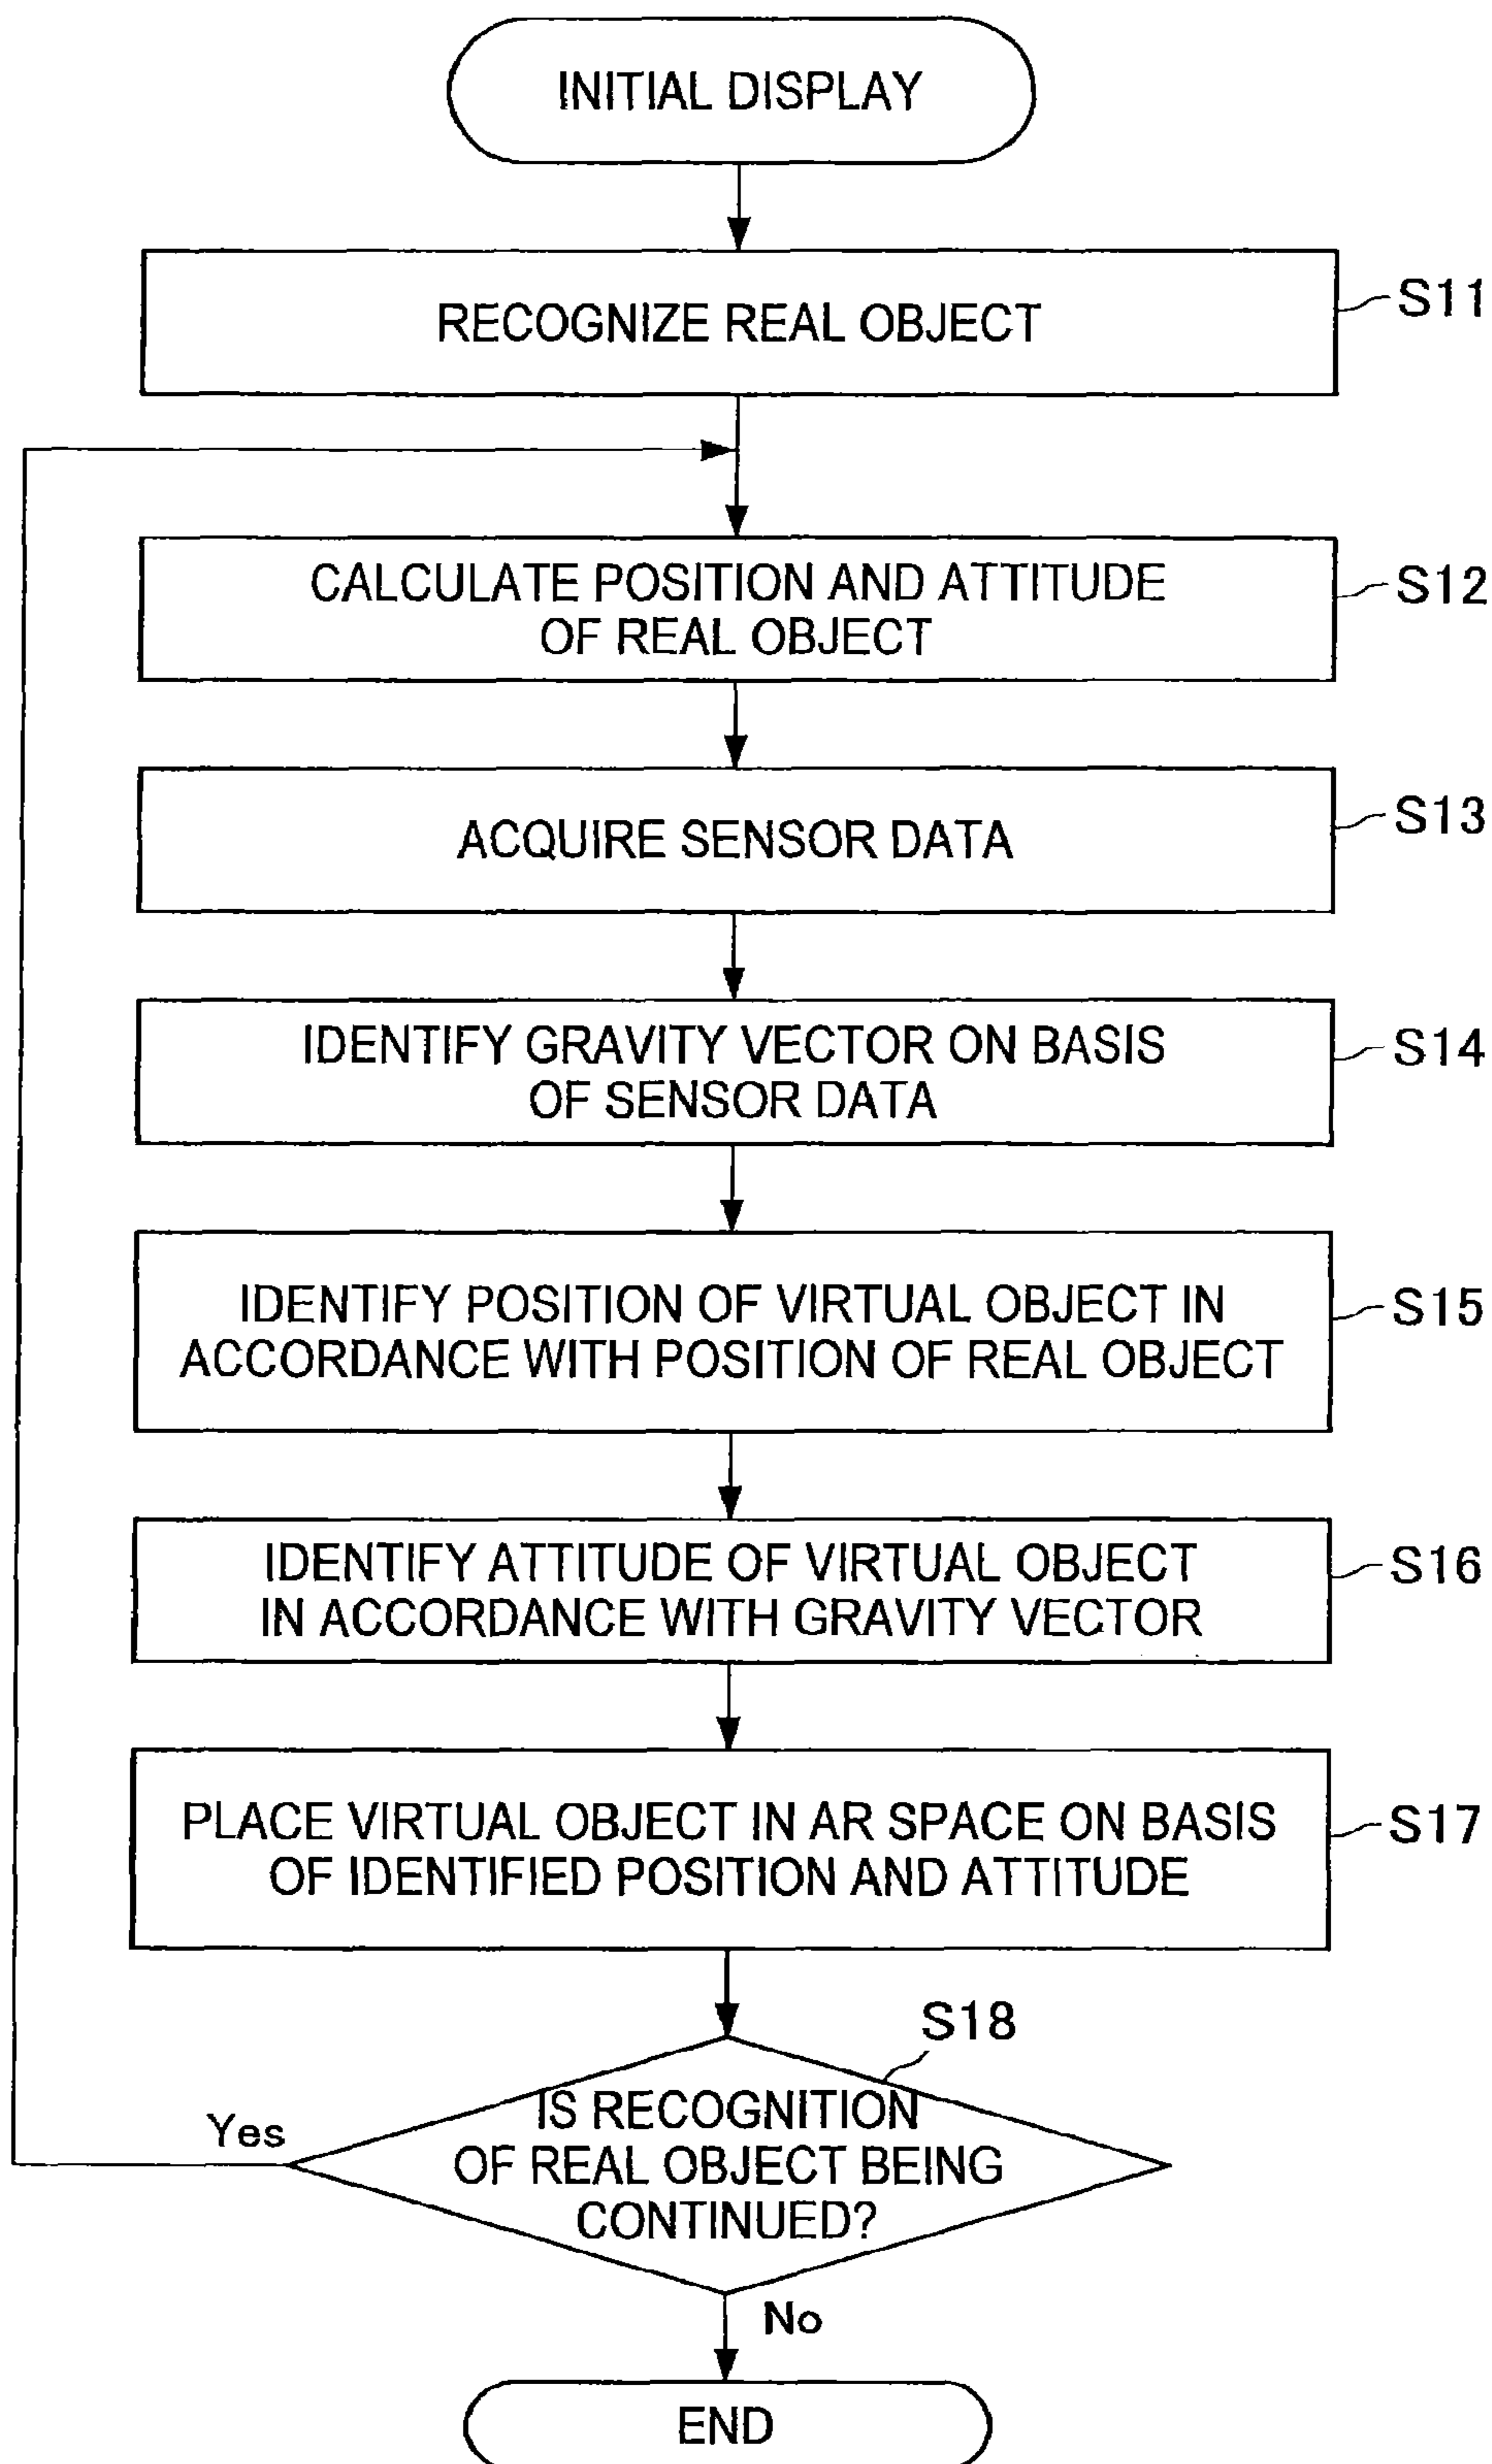 INITIAL DISPLAY
RECOGNIZE REAL OBJECT
S11
CALCULATE POSITION AND ATTITUDE
OF REAL OBJECT
S12
ACQUIRE SENSOR DATA
S13
IDENTIFY GRAVITY VECTOR ON BASIS
OF SENSOR DATA
S14
IDENTIFY POSITION OF VIRTUAL OBJECT IN
ACCORDANCE WITH POSITION OF REAL OBJECT
S15
IDENTIFY ATTITUDE OF VIRTUAL OBJECT
IN ACCORDANCE WITH GRAVITY VECTOR
S16
PLACE VIRTUAL OBJECT IN AR SPACE ON BASIS
OF IDENTIFIED POSITION AND ATTITUDE
S17
S18
IS RECOGNITION
OF REAL OBJECT BEING
CONTINUED?
Yes
No
END